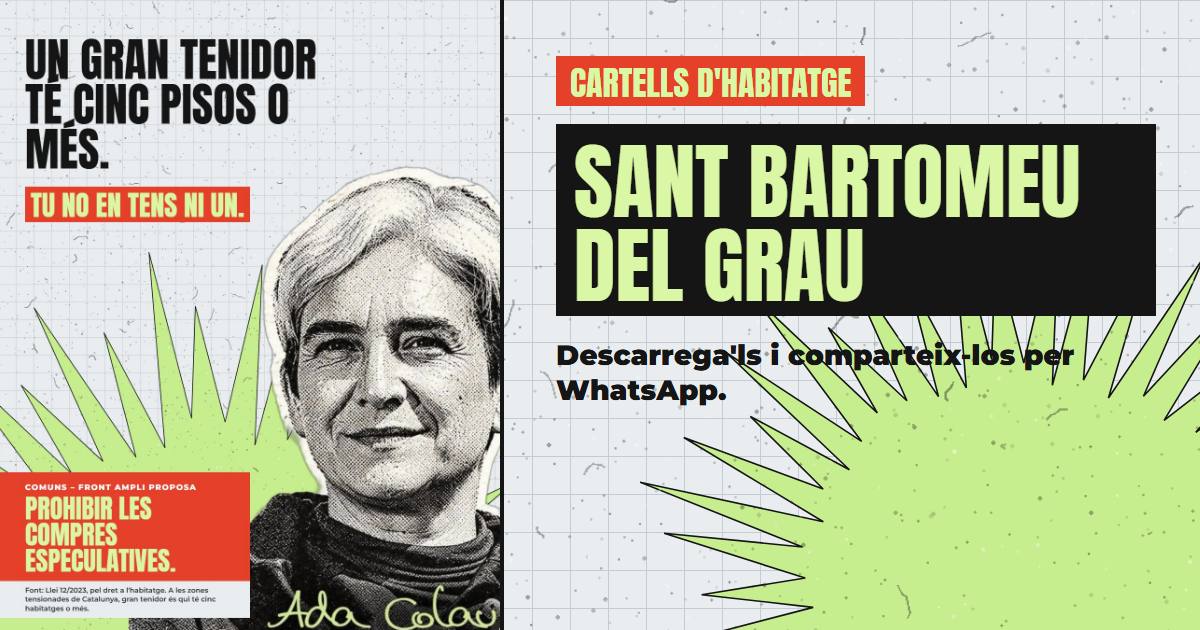 UN GRAN TENIDOR
TÉ CINC PISOS O
MÉS.
TU NO EN TENS NI UN.
COMUNS – FRONT AMPLI PROPOSA
PROHIBIR LES
COMPRES
ESPECULATIVES.
Font: Llei 12/2023, pel dret a l'habitatge. A les zones
tensionades de Catalunya, gran tenidor és qui té cinc
habitatges o més.
Ada Colau
CARTELLS D'HABITATGE
SANT BARTOMEU
DEL GRAU
Descarrega'ls i comparteix-los per
WhatsApp.